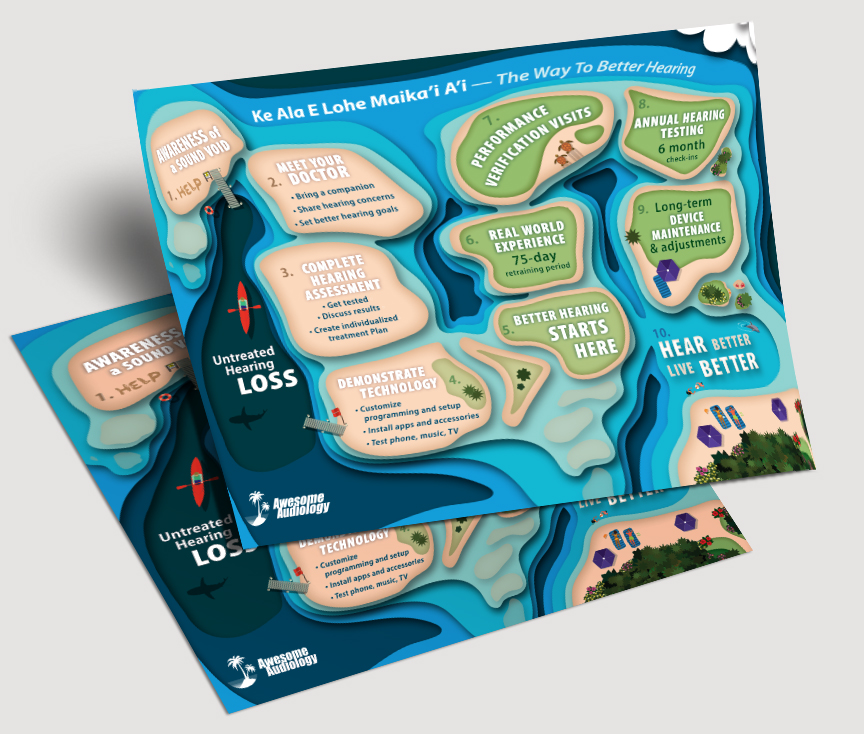 Ke Ala E Lohe Maika'i A'i — The Way To Better Hearing
AWARENESS of
a SOUND VOID
1. HELP
2. MEET YOUR
DOCTOR
• Bring a companion
• Share hearing concerns
• Set better hearing goals
3. COMPLETE
HEARING
ASSESSMENT
• Get tested
• Discuss results
• Create individualized
treatment Plan
Untreated
Hearing
LOSS
DEMONSTRATE
TECHNOLOGY 4.
• Customize
programming and setup
• Install apps and accessories
• Test phone, music, TV
5. BETTER HEARING
STARTS
HERE
6. REAL WORLD
EXPERIENCE
75-day
retraining period
7. PERFORMANCE
VERIFICATION VISITS
8. ANNUAL HEARING
TESTING
6 month
check-ins
9. Long-term
DEVICE
MAINTENANCE
& adjustments
10.
HEAR BETTER
LIVE BETTER
Awesome
Audiology
AWARENESS
a SOUND V
1. HELP
Untreated
Hearing
LOSS
TECHNOLOGY
• Customize
programming and setup
• Install apps and accessories
• Test phone, music, TV
LIVE BETTER
Awesome
Audiology